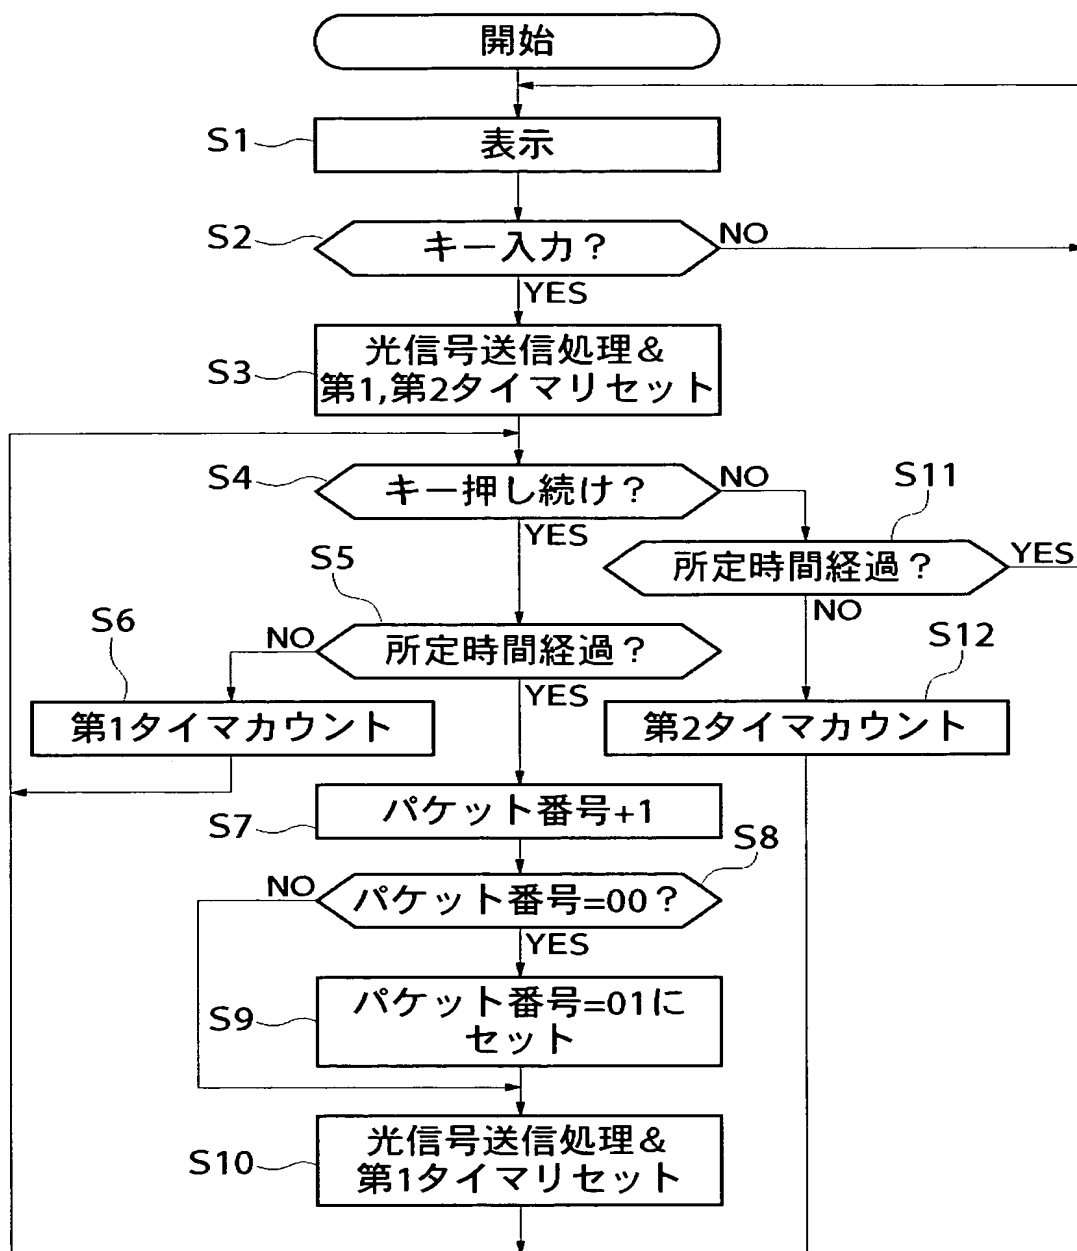 開始
S1
表示
S2
キー入力？
NO
YES
S3
光信号送信処理&
第1,第2タイマリセット
S4
キー押し続け？
NO
YES
S11
所定時間経過？
YES
NO
S5
所定時間経過？
NO
YES
S6
第1タイマカウント
S12
第2タイマカウント
S7
パケット番号+1
S8
パケット番号=00？
NO
YES
S9
パケット番号=01に
セット
S10
光信号送信処理&
第1タイマリセット